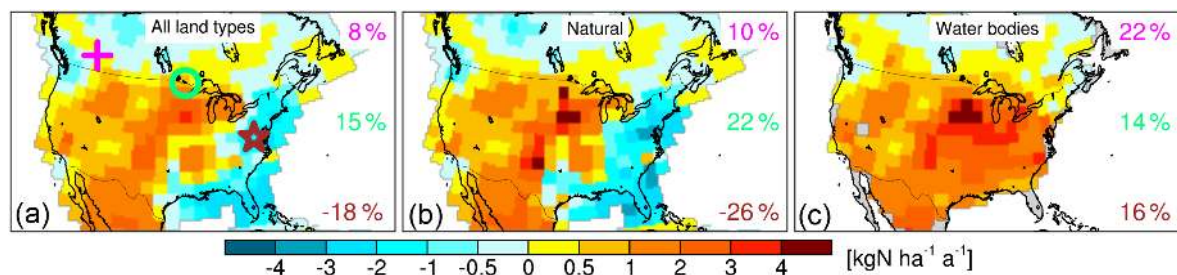 All land types 8 %
15 %
(a) -18 %
Natural 10 %
22 %
(b) -26 %
Water bodies 22 %
14 %
(c) 16 %
-4 -3 -2 -1 -0.5 0 0.5 1 2 3 4 [kgN ha⁻¹ a⁻¹]